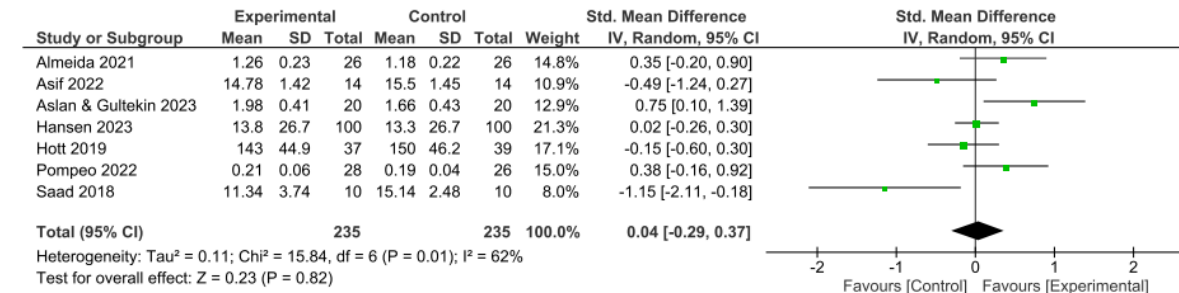 Experimental Control Std. Mean Difference Std. Mean Difference
Study or Subgroup Mean SD Total Mean SD Total Weight IV, Random, 95% CI IV, Random, 95% CI
Almeida 2021 1.26 0.23 26 1.18 0.22 26 14.8% 0.35 [-0.20, 0.90]
Asif 2022 14.78 1.42 14 15.5 1.45 14 10.9% -0.49 [-1.24, 0.27]
Aslan & Gultekin 2023 1.98 0.41 20 1.66 0.43 20 12.9% 0.75 [0.10, 1.39]
Hansen 2023 13.8 26.7 100 13.3 26.7 100 21.3% 0.02 [-0.26, 0.30]
Hott 2019 143 44.9 37 150 46.2 39 17.1% -0.15 [-0.60, 0.30]
Pompeo 2022 0.21 0.06 28 0.19 0.04 26 15.0% 0.38 [-0.16, 0.92]
Saad 2018 11.34 3.74 10 15.14 2.48 10 8.0% -1.15 [-2.11, -0.18]
Total (95% CI) 235 235 100.0% 0.04 [-0.29, 0.37]
Heterogeneity: Tau² = 0.11; Chi² = 15.84, df = 6 (P = 0.01); I² = 62%
Test for overall effect: Z = 0.23 (P = 0.82)
-2 -1 0 1 2
Favours [Control] Favours [Experimental]